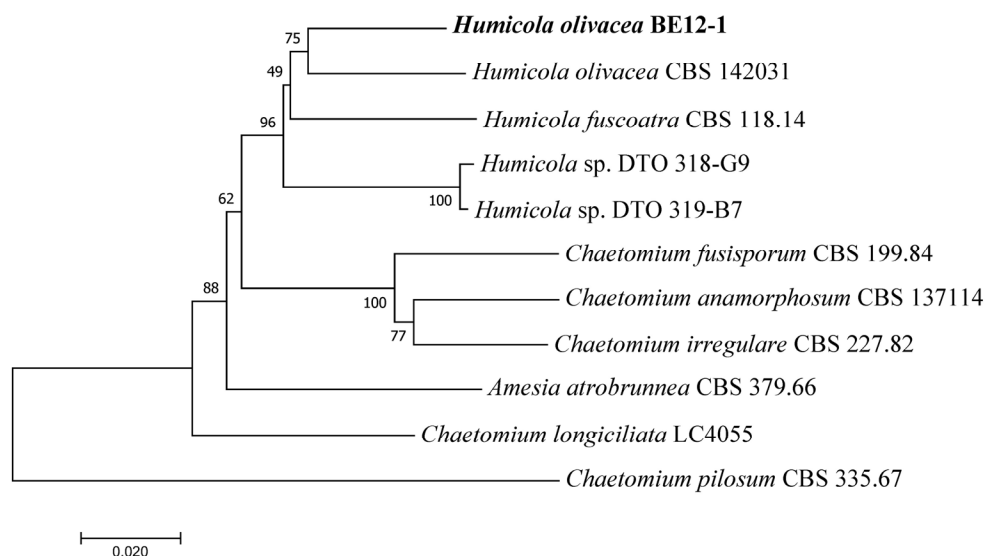 75
Humicola olivacea BE12-1
49
Humicola olivacea CBS 142031
96
Humicola fuscoatra CBS 118.14
Humicola sp. DTO 318-G9
100
Humicola sp. DTO 319-B7
62
Chaetomium fusisporum CBS 199.84
88
100
Chaetomium anamorphosum CBS 137114
77
Chaetomium irregulare CBS 227.82
Amesia atrobrunnea CBS 379.66
Chaetomium longiciliata LC4055
Chaetomium pilosum CBS 335.67
0.020